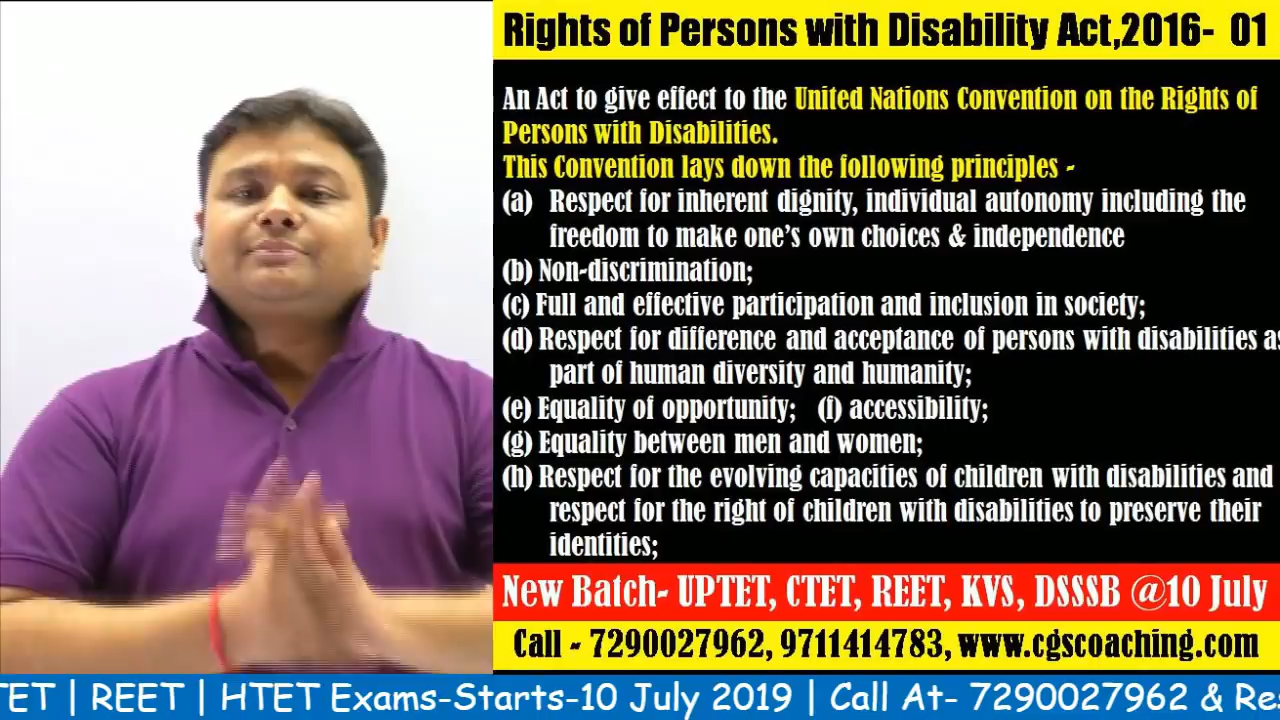 Rights of Persons with Disability Act,2016- 01
An Act to give effect to the United Nations Convention on the Rights of
Persons with Disabilities.
This Convention lays down the following principles -
(a) Respect for inherent dignity, individual autonomy including the
freedom to make one's own choices & independence
(b) Non-discrimination;
(c) Full and effective participation and inclusion in society;
(d) Respect for difference and acceptance of persons with disabilities as
part of human diversity and humanity;
(e) Equality of opportunity; (f) accessibility;
(g) Equality between men and women;
(h) Respect for the evolving capacities of children with disabilities and
respect for the right of children with disabilities to preserve their
identities;
New Batch- UPTET, CTET, REET, KVS, DSSSB @10 July
Call - 7290027962, 9711414783, www.cgscoaching.com
TET | REET | HTET Exams-Starts-10 July 2019 | Call At- 7290027962 & Re